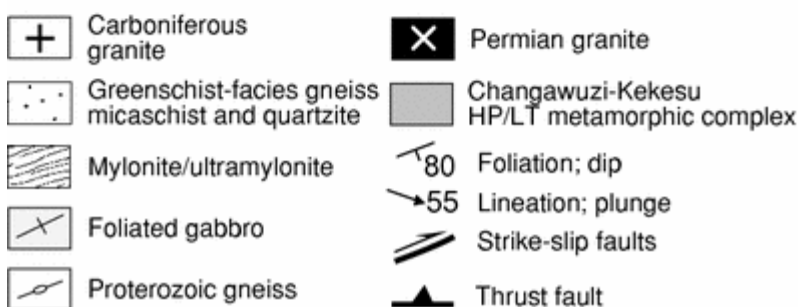 Carboniferous
granite
Greenschist-facies gneiss
micaschist and quartzite
Mylonite/ultramylonite
Foliated gabbro
Proterozoic gneiss
Permian granite
Changawuzi-Kekesu
HP/LT metamorphic complex
80 Foliation; dip
55 Lineation; plunge
Strike-slip faults
Thrust fault